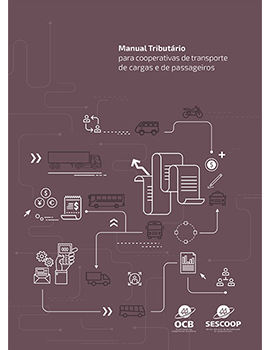 Manual Tributário
para cooperativas de transporte
de cargas e de passageiros
OCB
SESCOOP